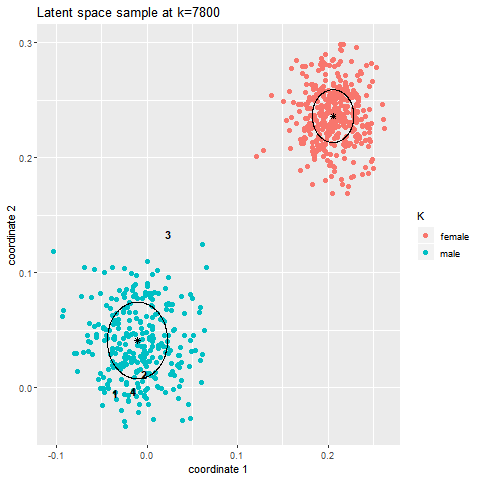 Latent space sample at k=7800
0.3
0.2
0.1
0.0
coordinate 2
3
2
1
4
-0.1
0.0
0.1
0.2
coordinate 1
K
female
male